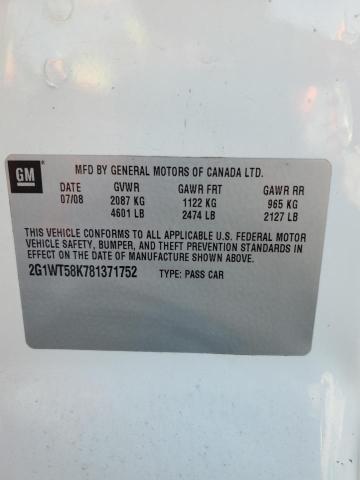 GM
MFD BY GENERAL MOTORS OF CANADA LTD.
DATE GVWR GAWR FRT GAWR RR
07/08 2087 KG 1122 KG 965 KG
4601 LB 2474 LB 2127 LB
THIS VEHICLE CONFORMS TO ALL APPLICABLE U.S. FEDERAL MOTOR
VEHICLE SAFETY, BUMPER, AND THEFT PREVENTION STANDARDS IN
EFFECT ON THE DATE OF MANUFACTURE SHOWN ABOVE.
2G1WT58K781371752 TYPE: PASS CAR